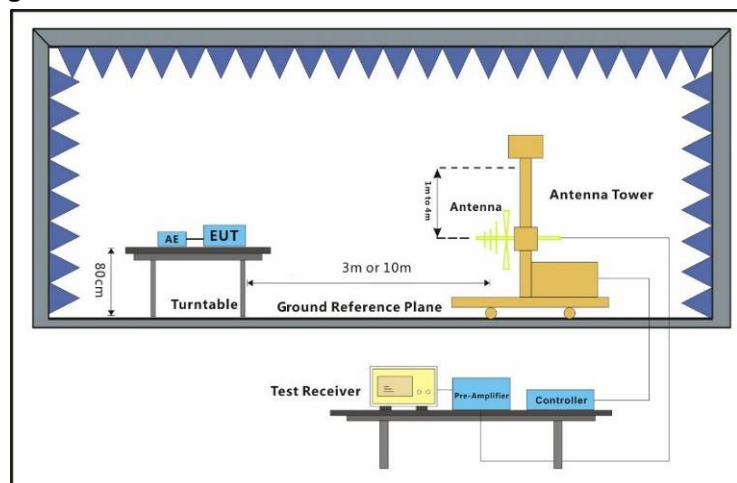 1m to 4m
Antenna
Antenna Tower
AE
EUT
80cm
3m or 10m
Turntable
Ground Reference Plane
Test Receiver
Pre-Amplifier
Controller